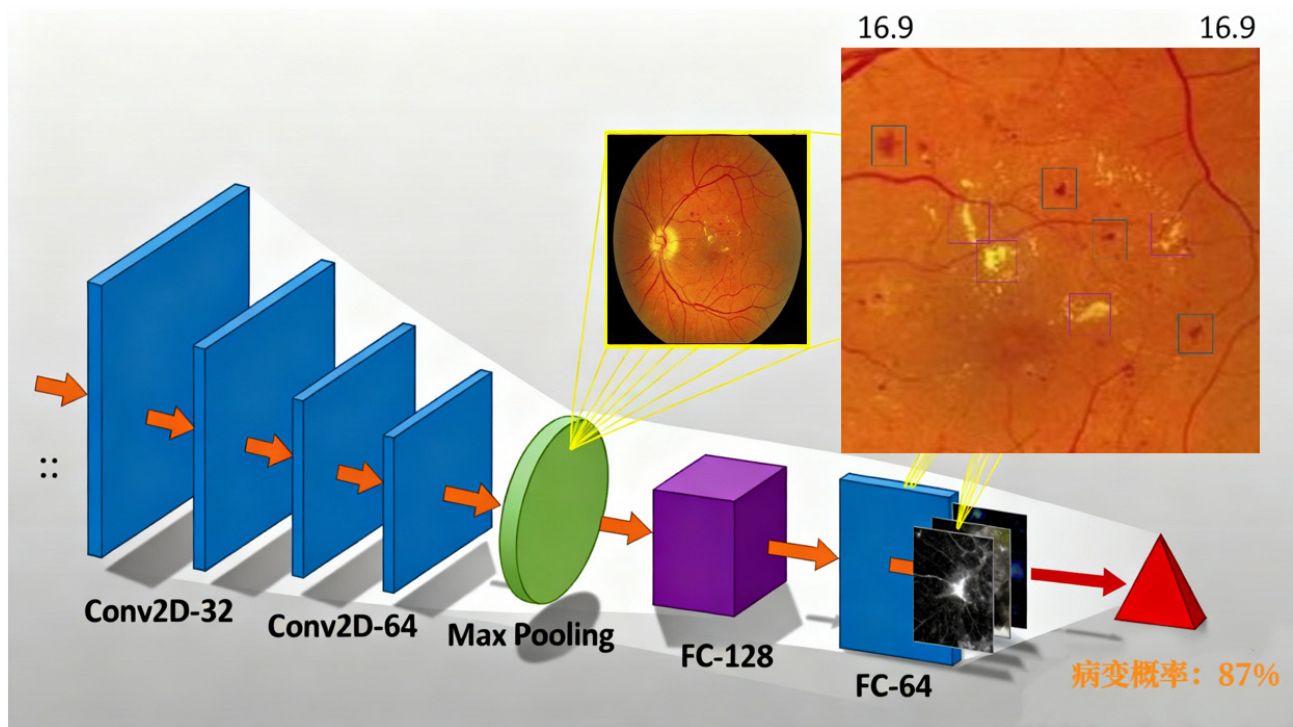 16.9 16.9
::
Conv2D-32
Conv2D-64
Max Pooling
FC-128
FC-64
病变概率：87%